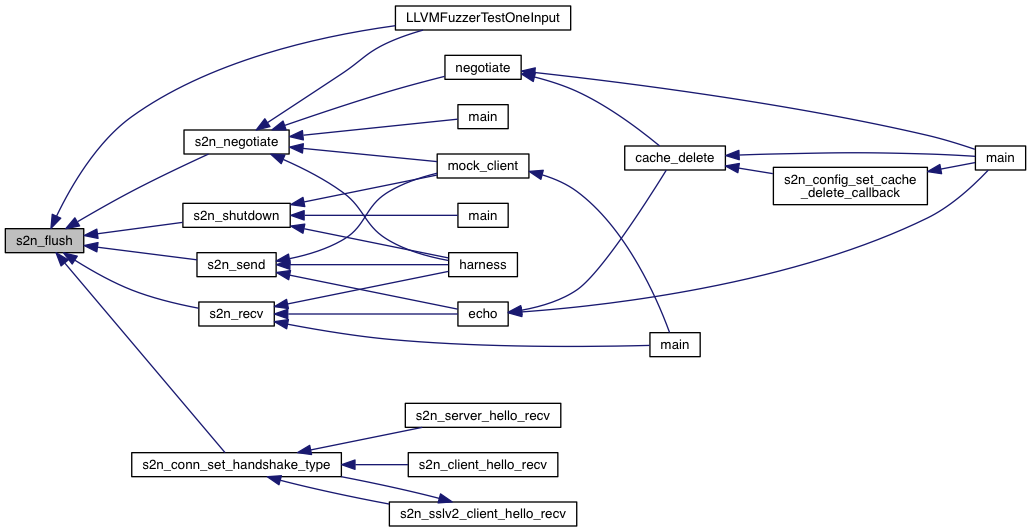 LLVMFuzzerTestOneInput
negotiate
main
s2n_negotiate
cache_delete
main
mock_client
s2n_config_set_cache
_delete_callback
s2n_shutdown
main
s2n_flush
s2n_send
harness
s2n_recv
echo
main
s2n_server_hello_recv
s2n_conn_set_handshake_type
s2n_client_hello_recv
s2n_sslv2_client_hello_recv